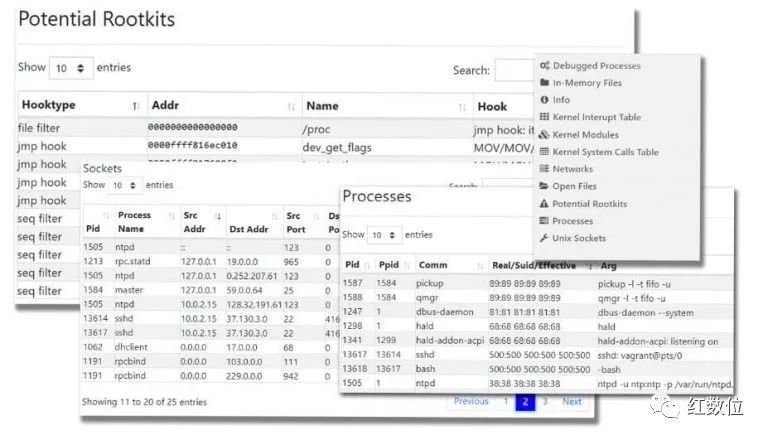 Potential Rootkits
Show 10 entries
Search:
Hooktype Addr Name Hook
file filter 0000000000000000 /proc jmp hook:
jmp hook 0000ffff816ec010 dev_get_flags MOV/MOV/
jmp hook
jmp hook
jmp hook
seq filter
seq filter
seq filter
seq filter
seq filter
Debugged Processes
In-Memory Files
Info
Kernel Interupt Table
Kernel Modules
Kernel System Calls Table
Networks
Open Files
Potential Rootkits
Processes
Unix Sockets
Sockets
Show 10 entries
Pid Process Name Src Addr Dst Addr Src Port
1505 ntpd :: :: 123 0
1213 rpc.statd 127.0.0.1 19.0.0.0 965 0
1505 ntpd 127.0.0.1 0.252.207.61 123 0
1584 master 127.0.0.1 59.0.0.64 25 0
1505 ntpd 10.0.2.15 128.32.191.61 123 0
13614 sshd 10.0.2.15 37.130.3.0 22 416
13617 sshd 10.0.2.15 37.130.3.0 22 416
1062 dhclient 0.0.0.0 17.0.0.0 68 0
1191 rpcbind 0.0.0.0 103.0.0.0 111 0
1191 rpcbind 0.0.0.0 229.0.0.0 942 0
Showing 11 to 20 of 25 entries
Previous 1 2 3 Next
Processes
Show 10 entries
Pid Ppid Comm Real/Suid/Effective Arg
1587 1584 pickup 89:89 89:89 89:89 pickup -l -t fifo -u
1588 1584 qmgr 89:89 89:89 89:89 qmgr -l -t fifo -u
1247 1 dbus-daemon 81:81 81:81 81:81 dbus-daemon --system
1298 1 hald 68:68 68:68 68:68 hald
1341 1299 hald-addon-acpi 68:68 68:68 68:68 hald-addon-acpi: listening on
13617 13614 sshd 500:500 500:500 500:500 sshd: vagrant@pts/0
13618 13617 bash 500:500 500:500 500:500 -bash
1505 1 ntpd 38:38 38:38 38:38 ntpd -u ntp:ntp -p /var/run/ntpd.
红数位